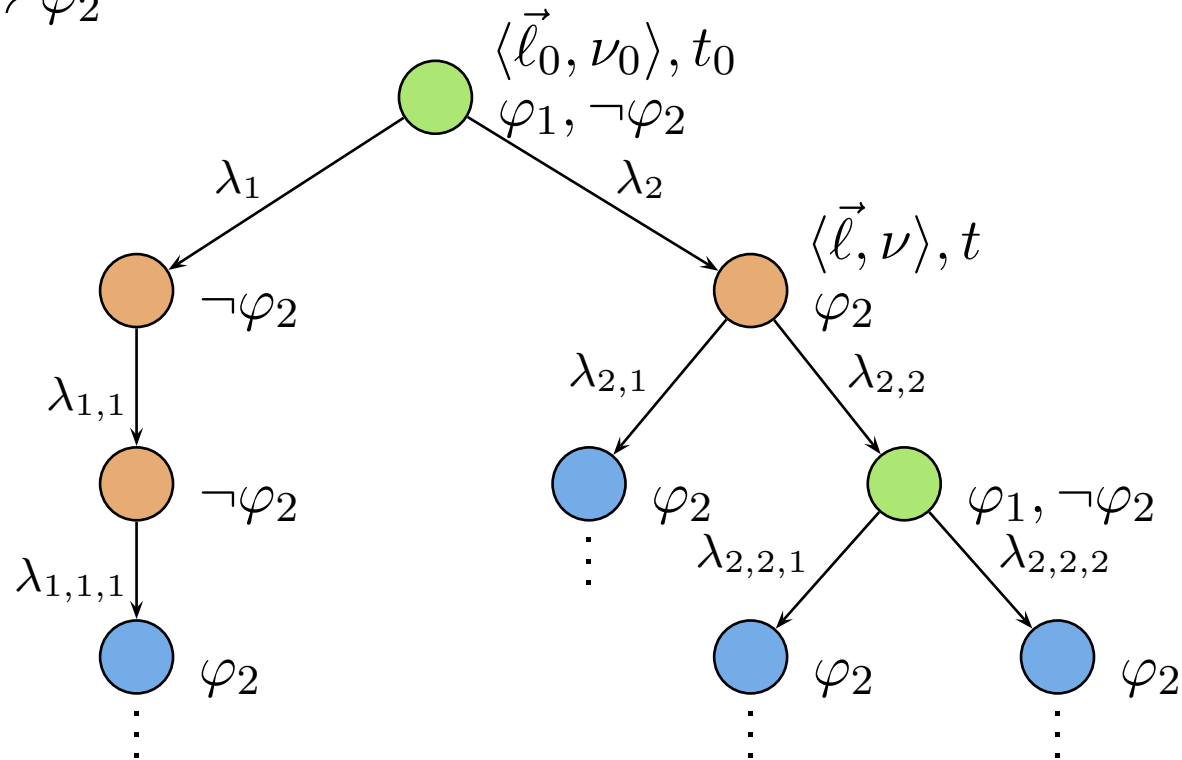 φ₂
⟨ℓ⃗₀, ν₀⟩, t₀
φ₁, ¬φ₂
λ₁
λ₂
⟨ℓ⃗, ν⟩, t
¬φ₂
φ₂
λ₁,₁
λ₂,₁
λ₂,₂
¬φ₂
φ₂
φ₁, ¬φ₂
λ₁,₁,₁
λ₂,₂,₁
λ₂,₂,₂
φ₂
φ₂
φ₂